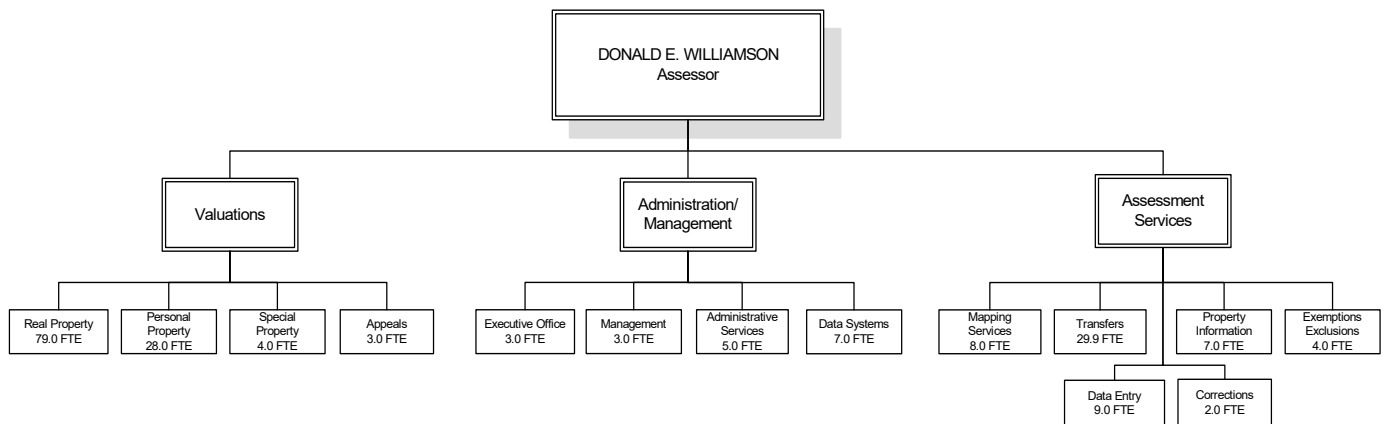 DONALD E. WILLIAMSON
Assessor
Valuations
Administration/
Management
Assessment
Services
Real Property
79.0 FTE
Personal
Property
28.0 FTE
Special
Property
4.0 FTE
Appeals
3.0 FTE
Executive Office
3.0 FTE
Management
3.0 FTE
Administrative
Services
5.0 FTE
Data Systems
7.0 FTE
Mapping
Services
8.0 FTE
Transfers
29.9 FTE
Property
Information
7.0 FTE
Exemptions
Exclusions
4.0 FTE
Data Entry
9.0 FTE
Corrections
2.0 FTE